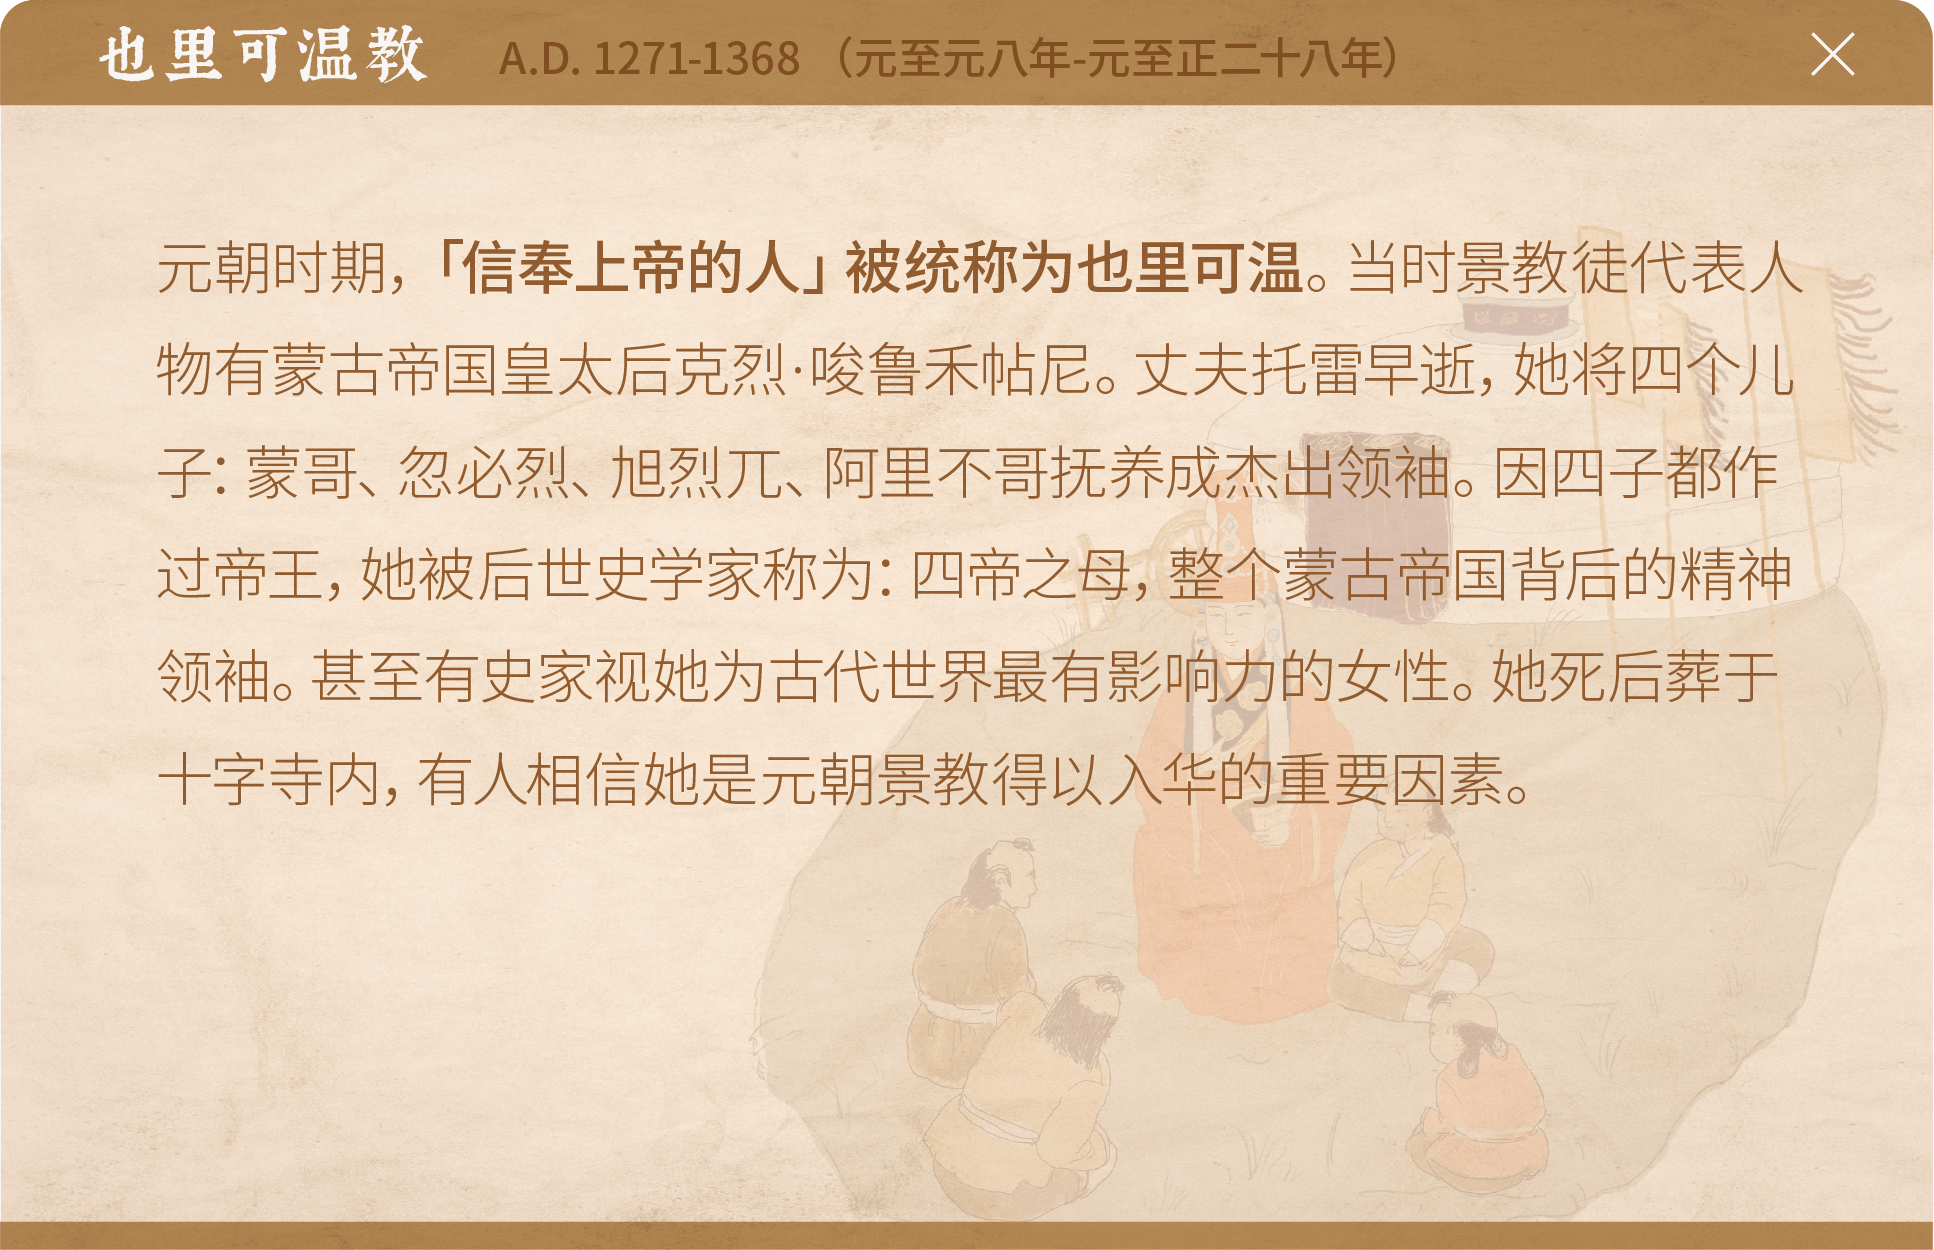 也里可温教 A.D. 1271-1368 （元至元八年-元至正二十八年）
元朝时期，「信奉上帝的人」被统称为也里可温。当时景教徒代表人
物有蒙古帝国皇太后克烈·唆鲁禾帖尼。丈夫托雷早逝，她将四个儿
子：蒙哥、忽必烈、旭烈兀、阿里不哥抚养成杰出领袖。因四子都作
过帝王，她被后世史学家称为：四帝之母，整个蒙古帝国背后的精神
领袖。甚至有史家视她为古代世界最有影响力的女性。她死后葬于
十字寺内，有人相信她是元朝景教得以入华的重要因素。